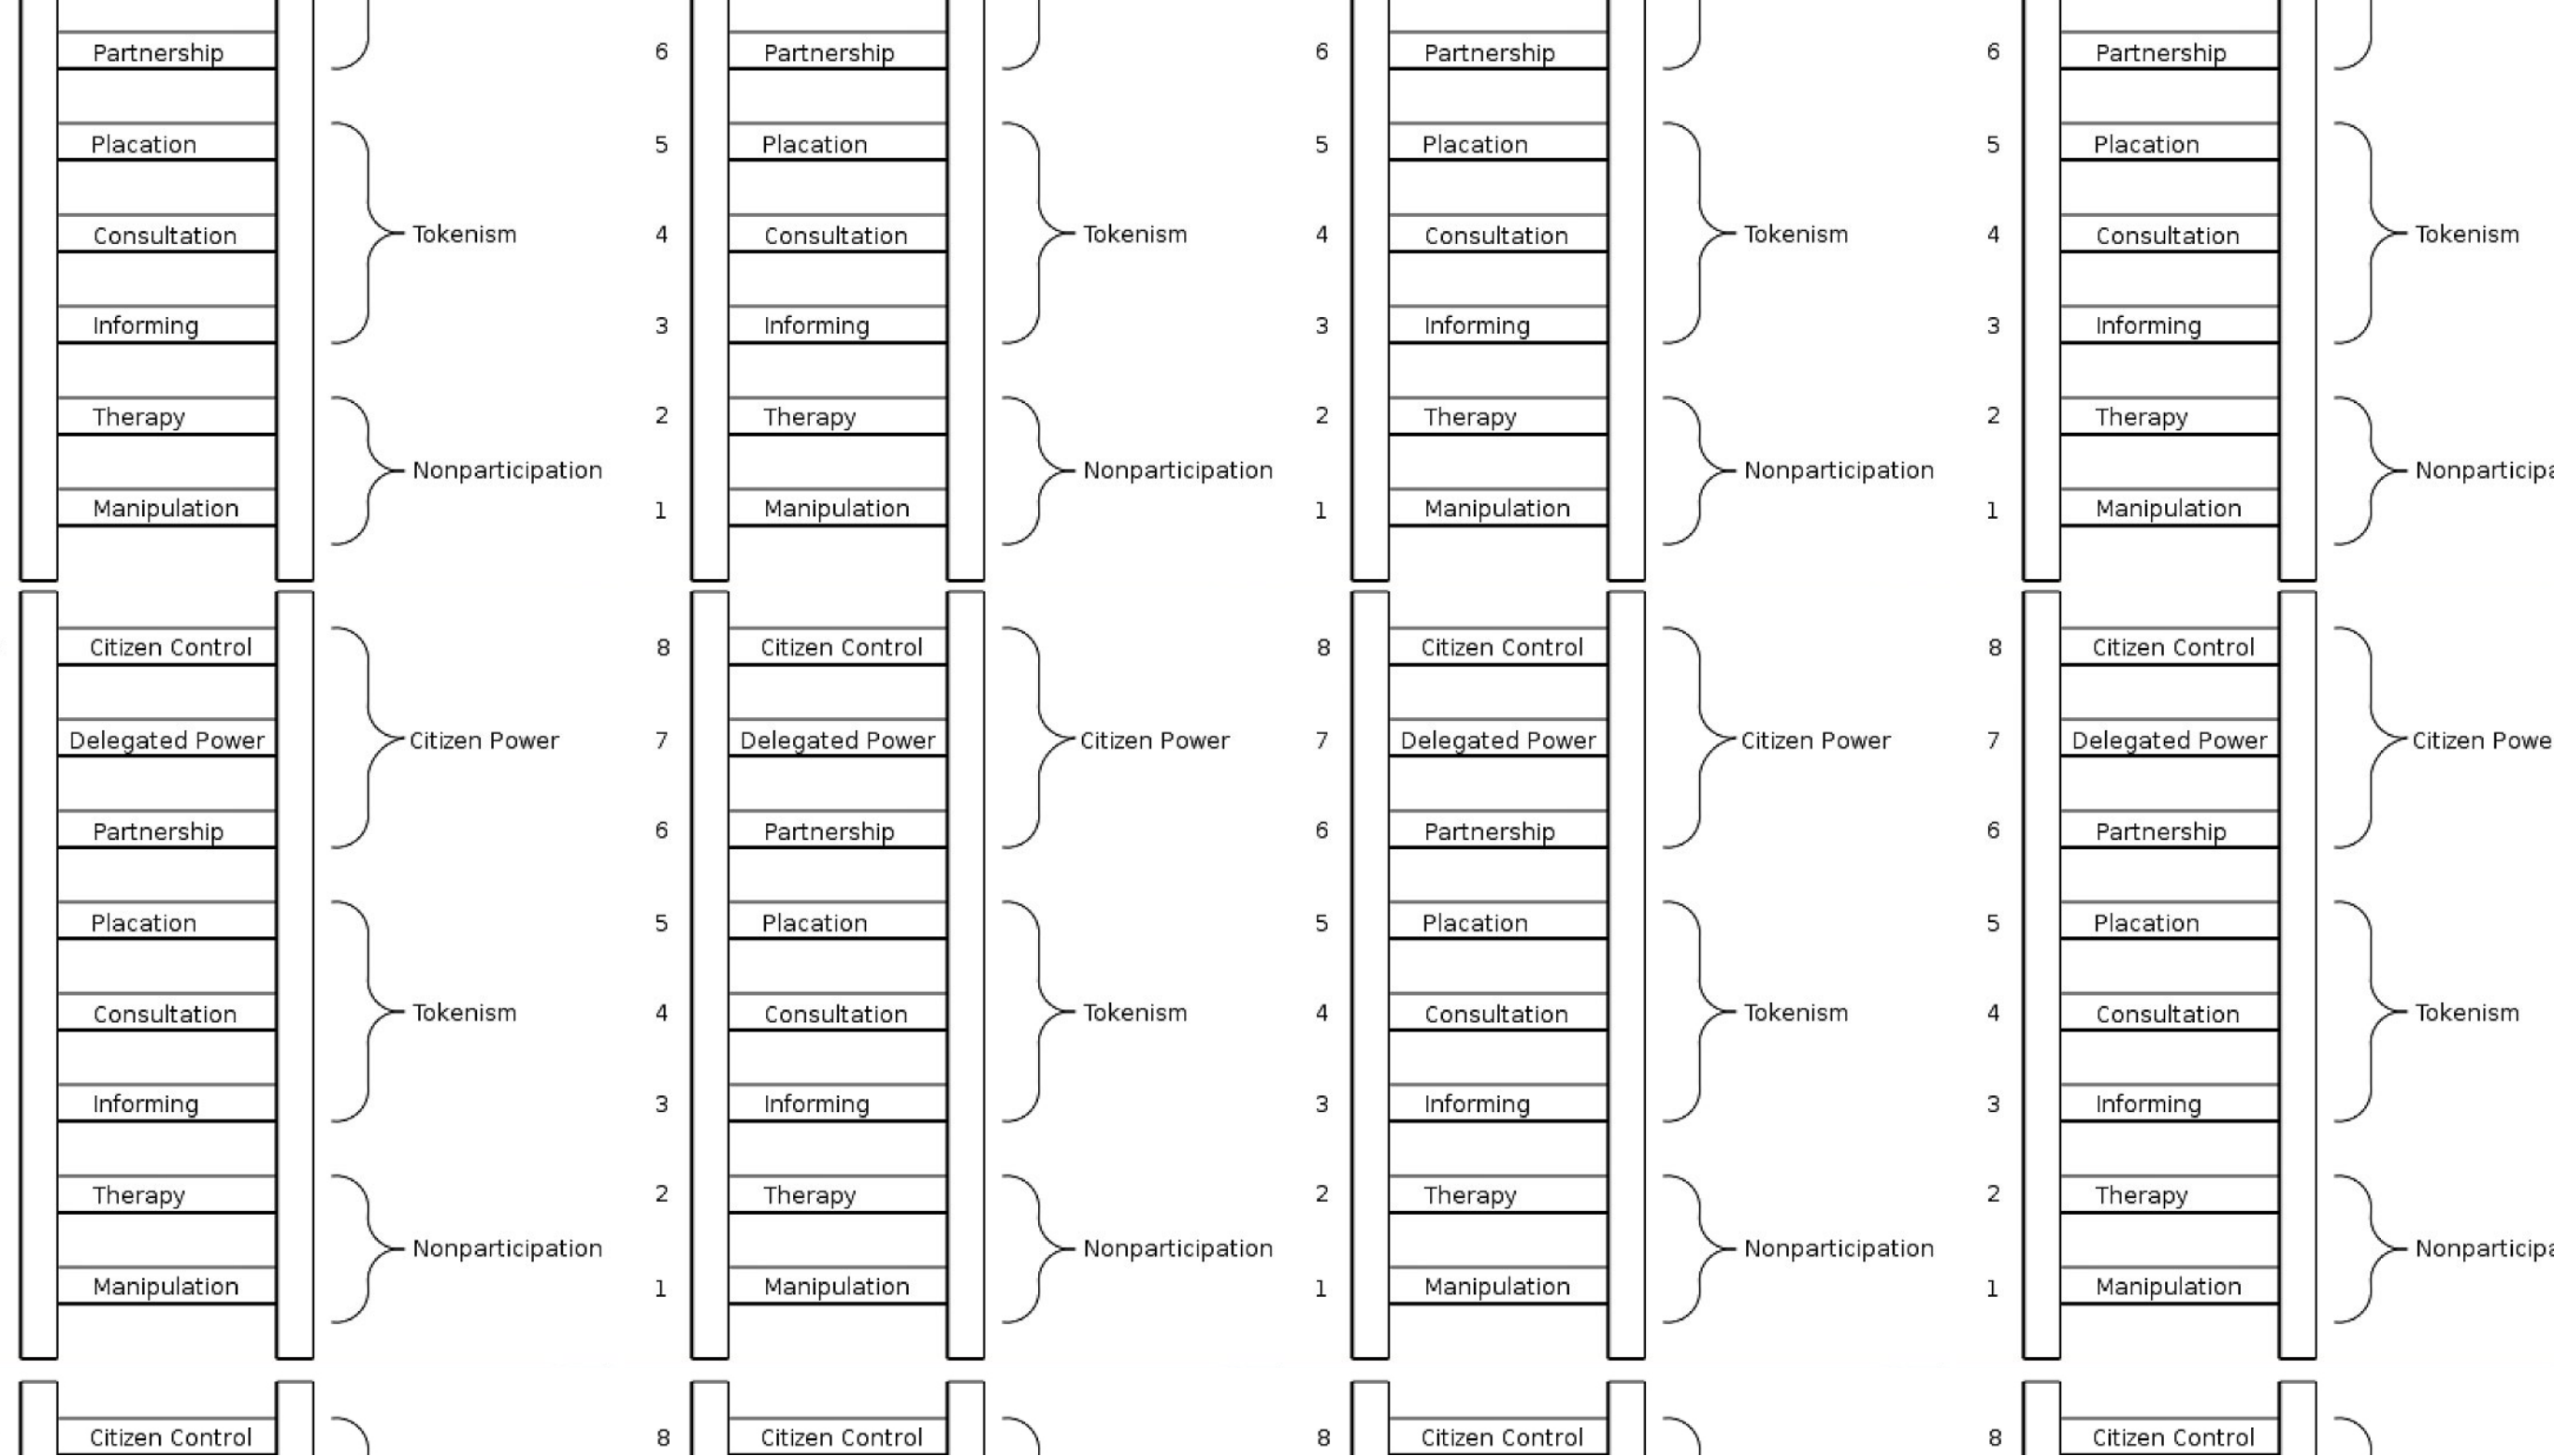 Partnership 6 Partnership 6 Partnership 6 Partnership
Placation 5 Placation 5 Placation 5 Placation
Consultation Tokenism 4 Consultation Tokenism 4 Consultation Tokenism 4 Consultation Tokenism
Informing 3 Informing 3 Informing 3 Informing
Therapy 2 Therapy 2 Therapy 2 Therapy
Nonparticipation Nonparticipation Nonparticipation Nonparticipa
Manipulation 1 Manipulation 1 Manipulation 1 Manipulation
Citizen Control 8 Citizen Control 8 Citizen Control 8 Citizen Control
Delegated Power Citizen Power 7 Delegated Power Citizen Power 7 Delegated Power Citizen Power 7 Delegated Power Citizen Powe
Partnership 6 Partnership 6 Partnership 6 Partnership
Placation 5 Placation 5 Placation 5 Placation
Consultation Tokenism 4 Consultation Tokenism 4 Consultation Tokenism 4 Consultation Tokenism
Informing 3 Informing 3 Informing 3 Informing
Therapy 2 Therapy 2 Therapy 2 Therapy
Nonparticipation Nonparticipation Nonparticipation Nonparticipa
Manipulation 1 Manipulation 1 Manipulation 1 Manipulation
Citizen Control 8 Citizen Control 8 Citizen Control 8 Citizen Control